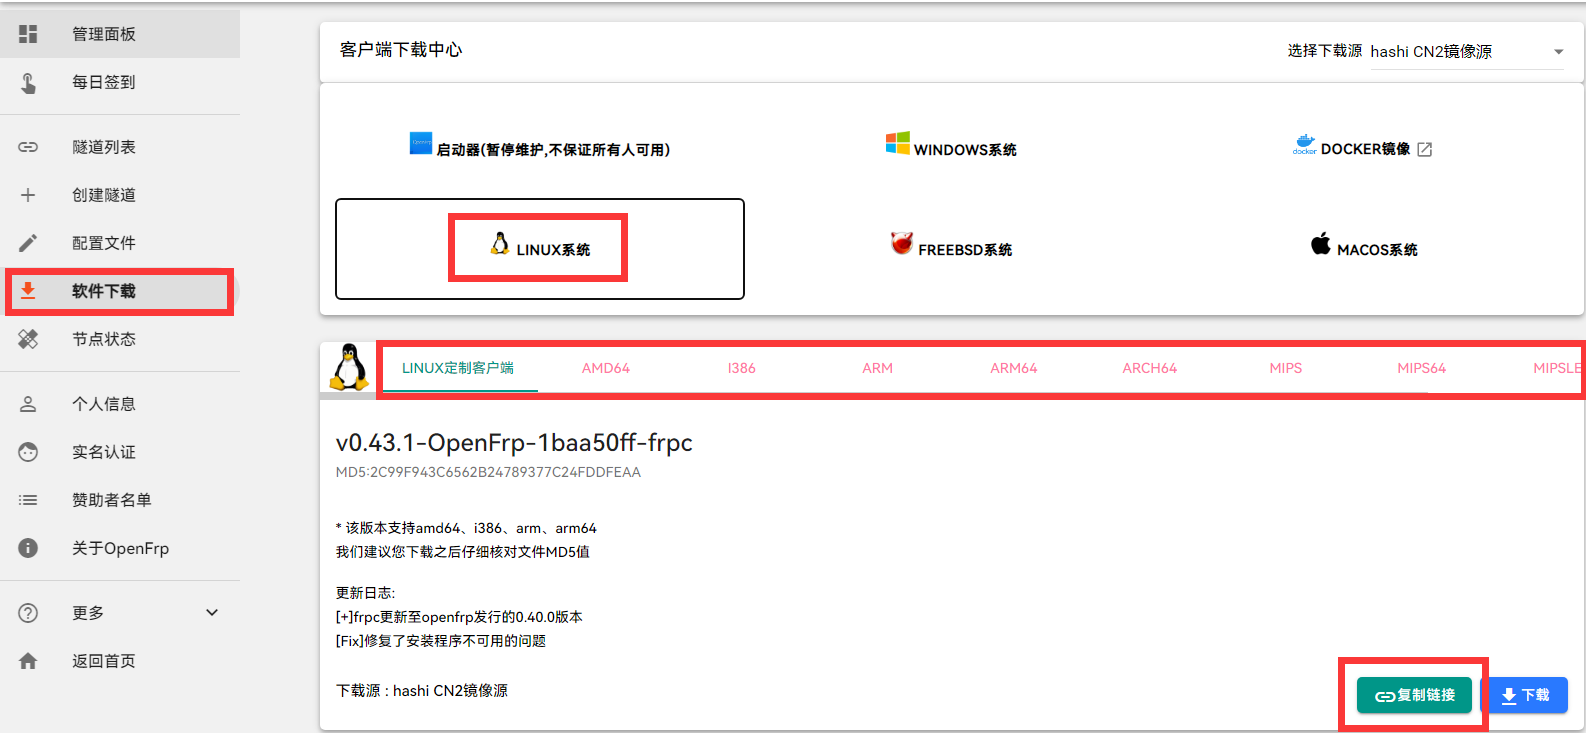 管理面板
每日签到
隧道列表
创建隧道
配置文件
软件下载
节点状态
个人信息
实名认证
赞助者名单
关于OpenFrp
更多
返回首页
客户端下载中心
选择下载源 hashi CN2镜像源
启动器(暂停维护,不保证所有人可用)
WINDOWS系统
docker DOCKER镜像
LINUX系统
FREEBSD系统
MACOS系统
LINUX定制客户端 AMD64 I386 ARM ARM64 ARCH64 MIPS MIPS64 MIPSLE
v0.43.1-OpenFrp-1baa50ff-frpc
MD5:2C99F943C6562B24789377C24FDDFEAA
* 该版本支持amd64、i386、arm、arm64
我们建议您下载之后仔细核对文件MD5值
更新日志:
[+]frpc更新至openfrp发行的0.40.0版本
[Fix]修复了安装程序不可用的问题
下载源 : hashi CN2镜像源
复制链接 下载